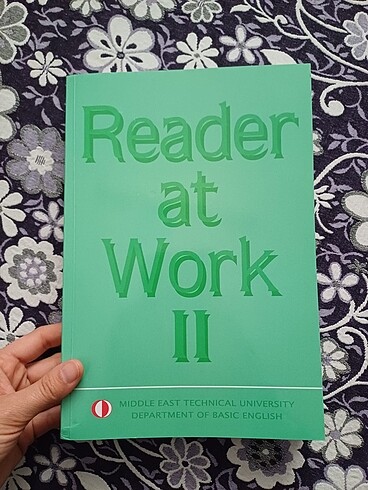 Reader
at
Work
II
MIDDLE EAST TECHNICAL UNIVERSITY
DEPARTMENT OF BASIC ENGLISH